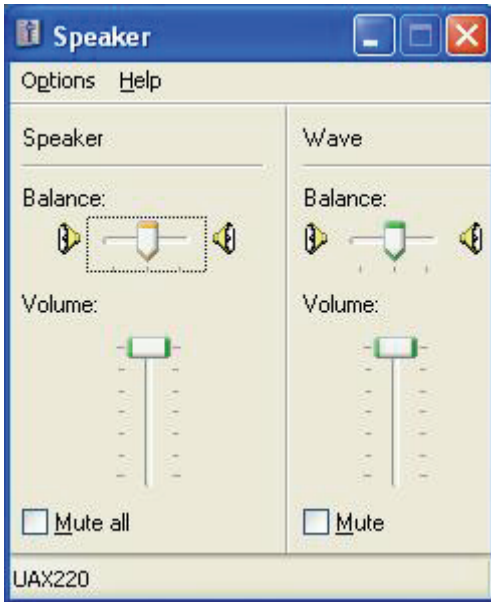 Speaker
Options Help
Speaker
Balance:
Volume:
Mute all
Wave
Balance:
Volume:
Mute
UAX220